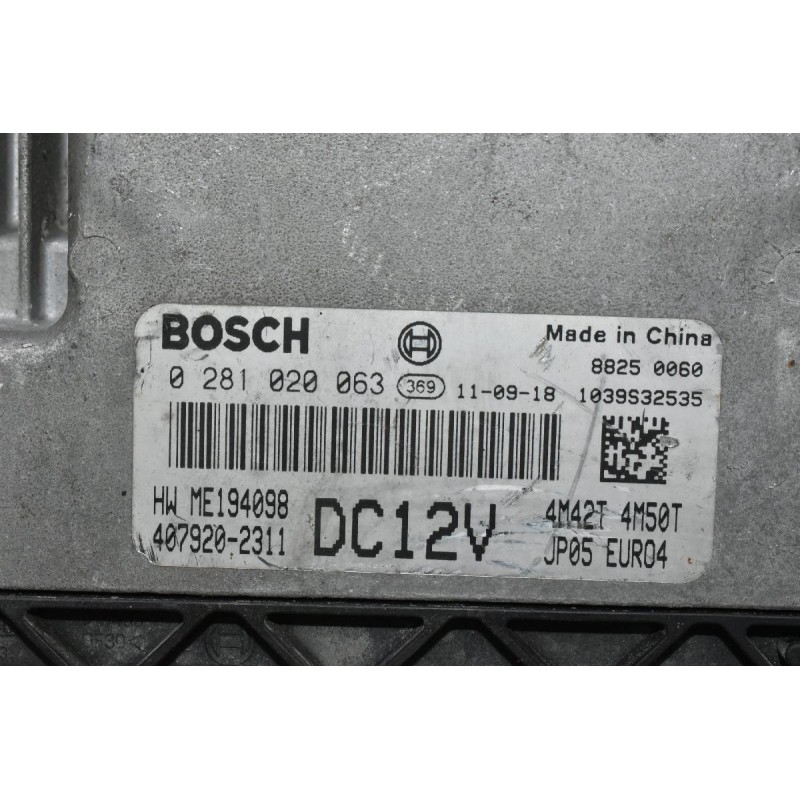 BOSCH
Made in China
8825 0060
0 281 020 063 369 11-09-18 1039S32535
HW ME194098 DC12V 4M42T 4M50T
407920-2311 JP05 EURO4